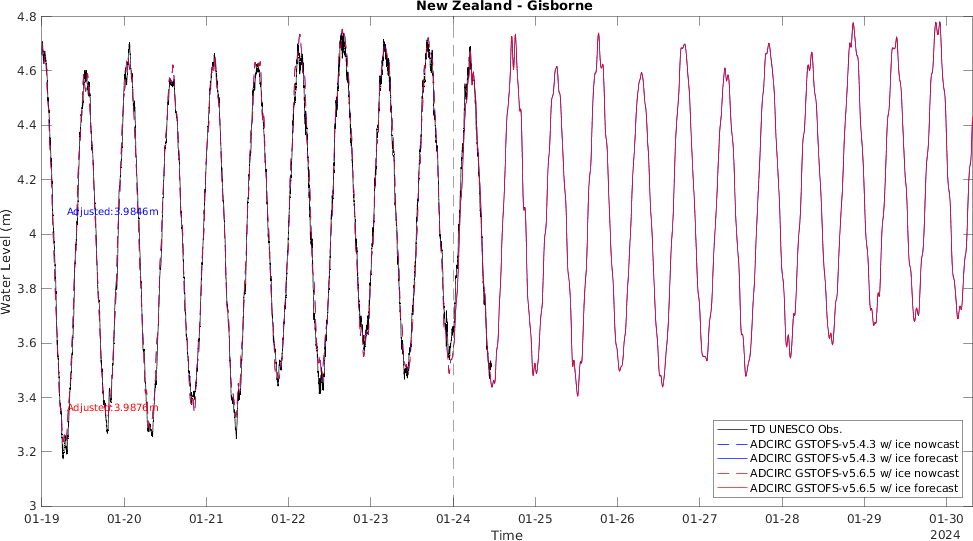 New Zealand - Gisborne
4.8
4.6
4.4
4.2
4
3.8
3.6
3.4
3.2
3
Water Level (m)
Adjusted:3.9846m
Adjusted:3.9876m
TD UNESCO Obs.
ADCIRC GSTOFS-v5.4.3 w/ ice nowcast
ADCIRC GSTOFS-v5.4.3 w/ ice forecast
ADCIRC GSTOFS-v5.6.5 w/ ice nowcast
ADCIRC GSTOFS-v5.6.5 w/ ice forecast
01-19 01-20 01-21 01-22 01-23 01-24 01-25 01-26 01-27 01-28 01-29 01-30
Time
2024